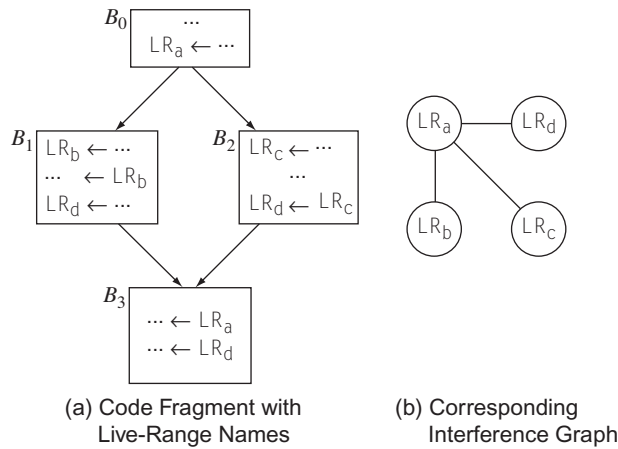 B0
...
LRa ← ...
B1
LRb ← ...
... ← LRb
LRd ← ...
B2
LRc ← ...
...
LRd ← LRc
B3
... ← LRa
... ← LRd
(a) Code Fragment with
Live-Range Names
LRa
LRd
LRb
LRc
(b) Corresponding
Interference Graph